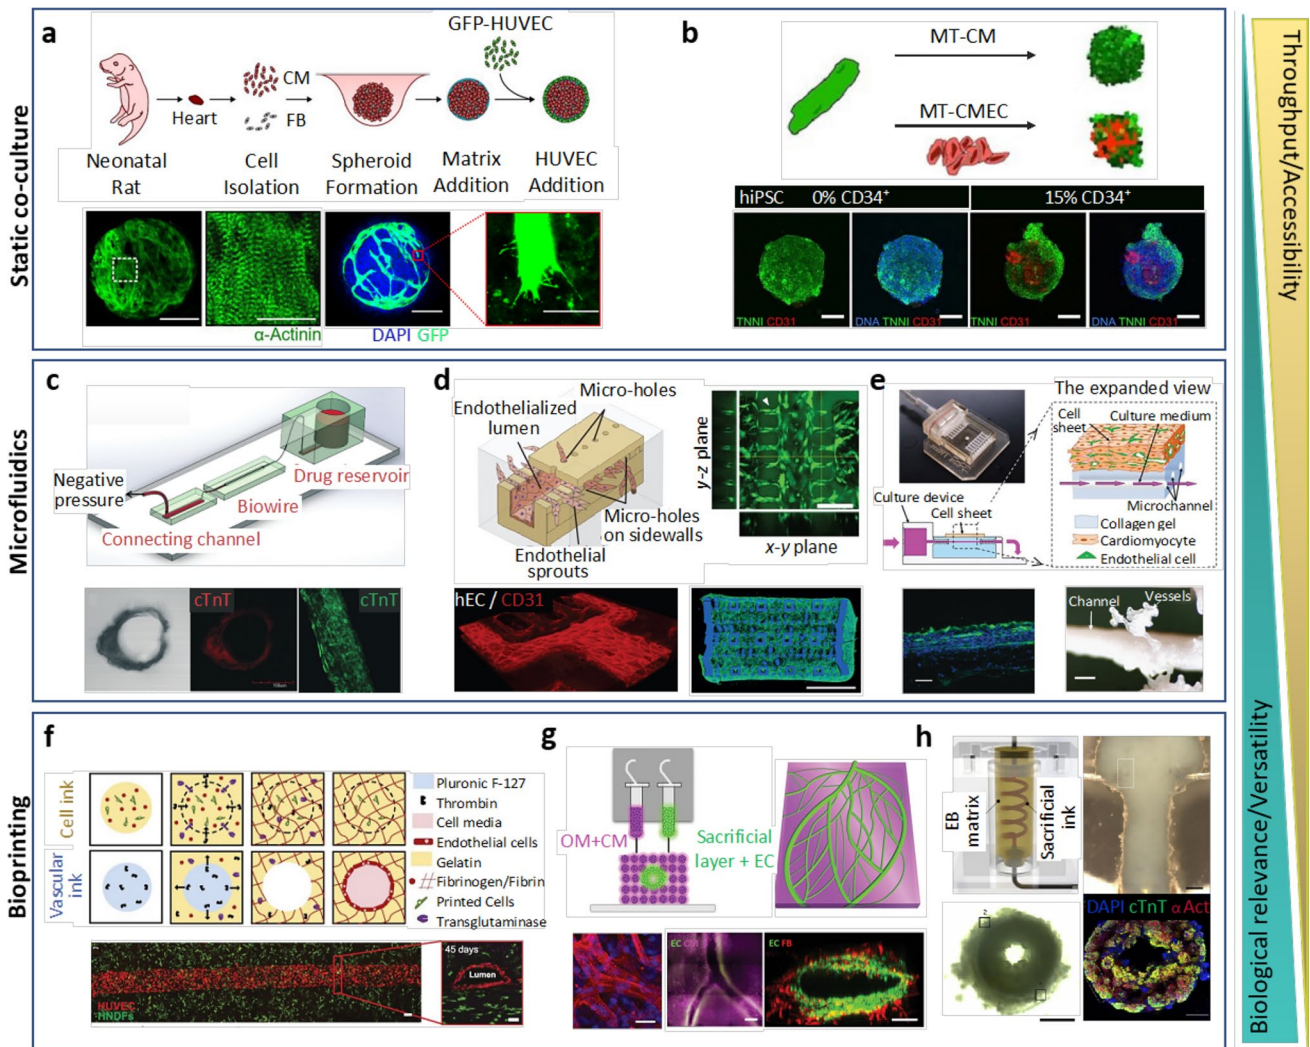 Static co-culture
a
GFP-HUVEC
CM
FB
Heart
Neonatal
Rat
Cell
Isolation
Spheroid
Formation
Matrix
Addition
HUVEC
Addition
α-Actinin
DAPI GFP
b
MT-CM
MT-CMEC
hiPSC 0% CD34⁺ 15% CD34⁺
TNNI CD31
DNA TNNI CD31
TNNI CD31
DNA TNNI CD31
Throughput/Accessibility
Microfluidics
c
Negative
pressure
Drug reservoir
Biowire
Connecting channel
cTnT
cTnT
d
Micro-holes
Endothelialized
lumen
Micro-holes
on sidewalls
Endothelial
sprouts
y-z plane
x-y plane
hEC / CD31
e
The expanded view
Cell
sheet
Culture medium
Culture device
Cell sheet
Microchannel
Collagen gel
Cardiomyocyte
Endothelial cell
Channel
Vessels
Bioprinting
f
Cell ink
Vascular
ink
Pluronic F-127
Thrombin
Cell media
Endothelial cells
Gelatin
Fibrinogen/Fibrin
Printed Cells
Transglutaminase
HUVEC
HNDFs
45 days
Lumen
g
OM+CM
Sacrificial
layer + EC
EC CM
EC FB
h
EB
matrix
Sacrificial
ink
DAPI cTnT α Act
Biological relevance/Versatility